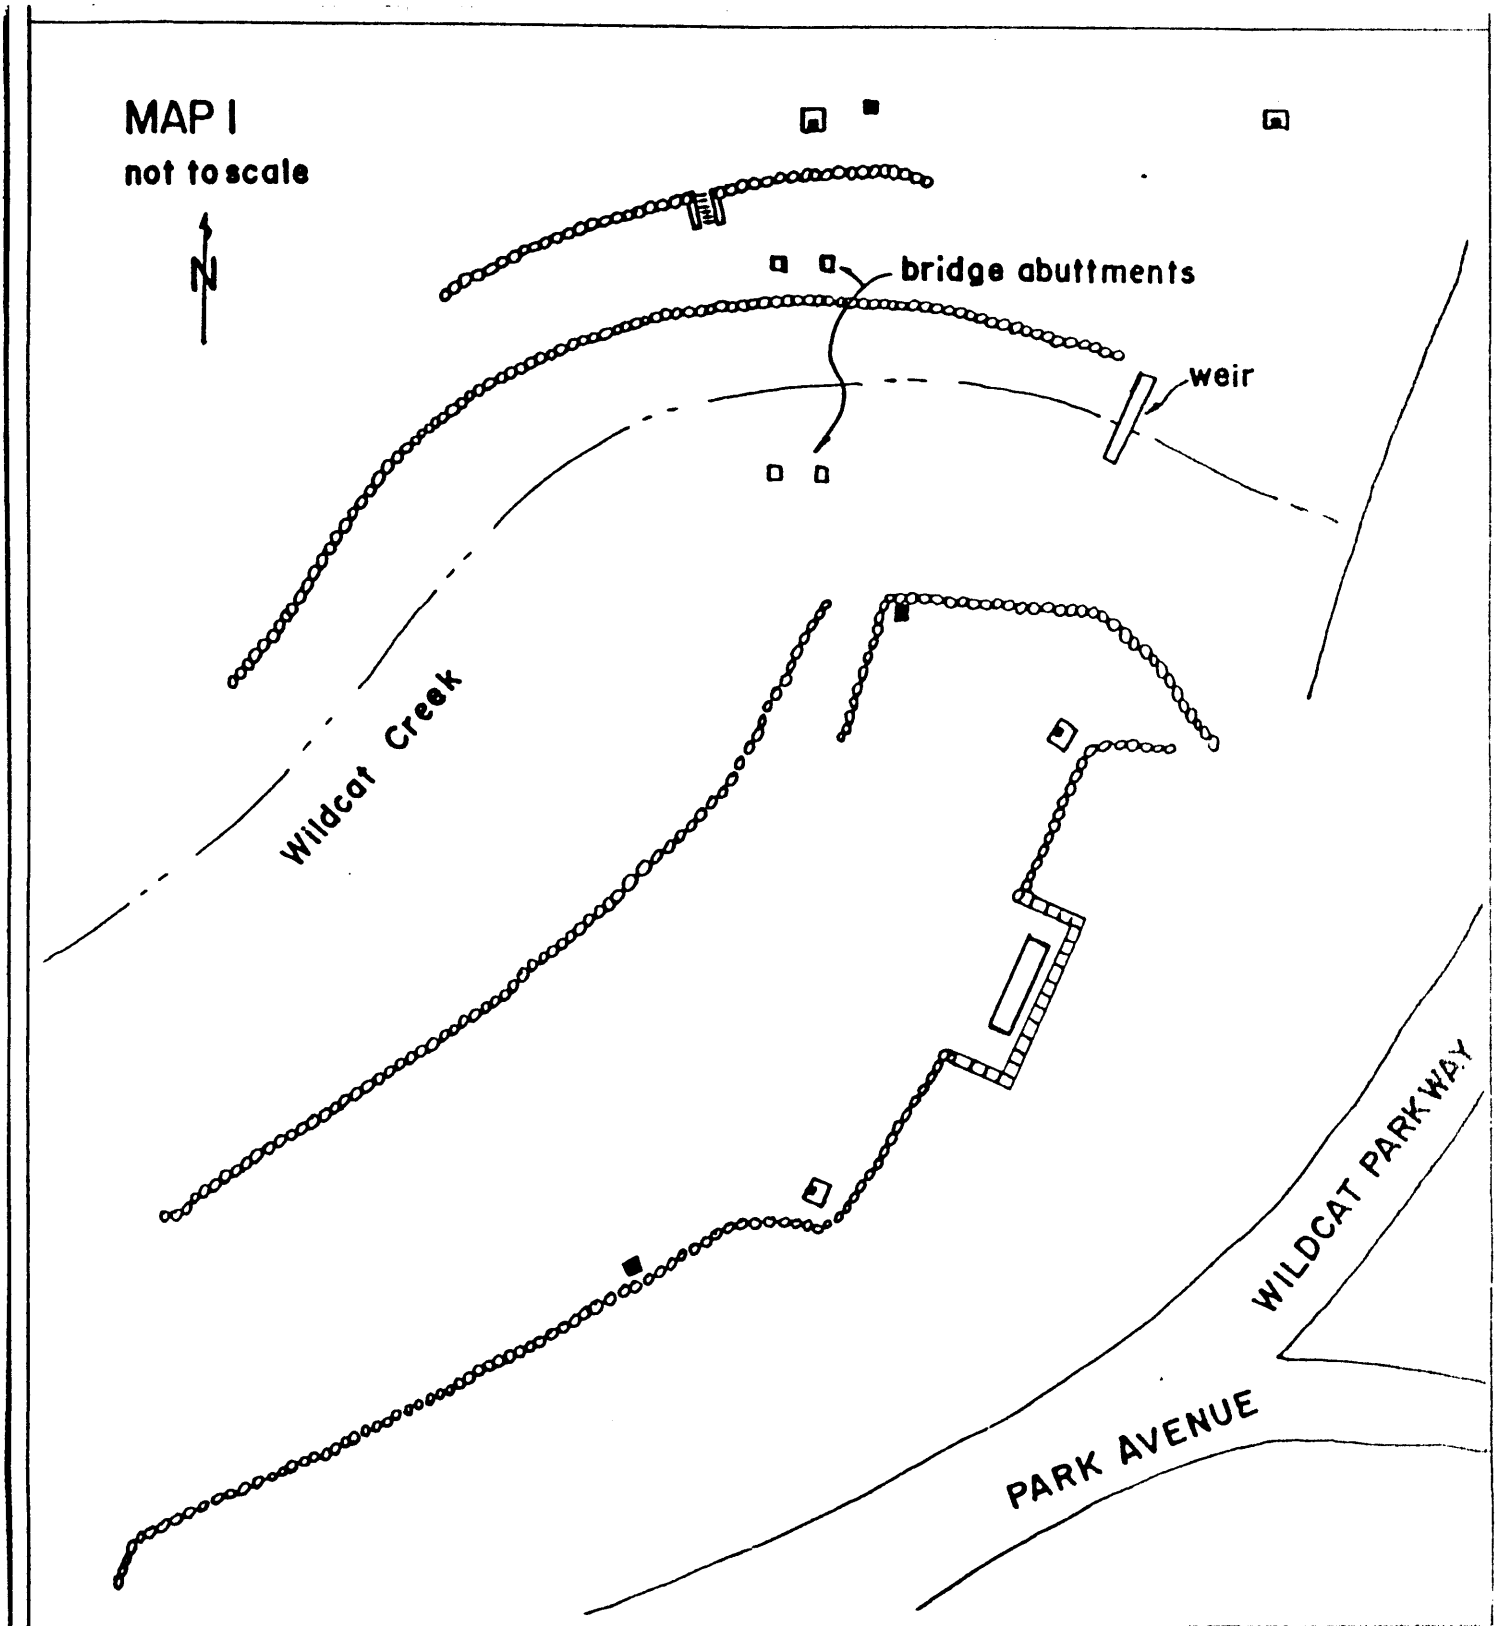 MAP I
not to scale
N
bridge abuttments
weir
Wildcat Creek
WILDCAT PARKWAY
PARK AVENUE